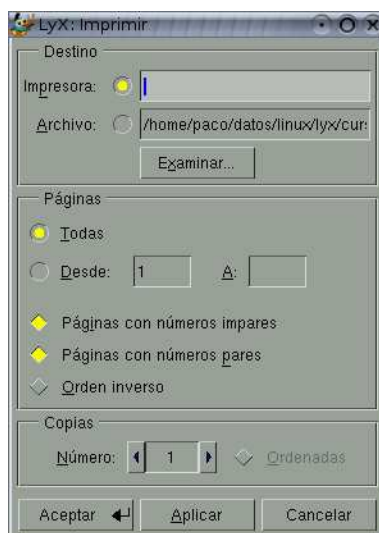 LyX: Imprimir
Destino
Impresora:
Archivo: /home/paco/datos/linux/lyx/curs
Examinar...
Páginas
Todas
Desde: 1 A:
Páginas con números impares
Páginas con números pares
Orden inverso
Copias
Número: 1 Ordenadas
Aceptar Aplicar Cancelar